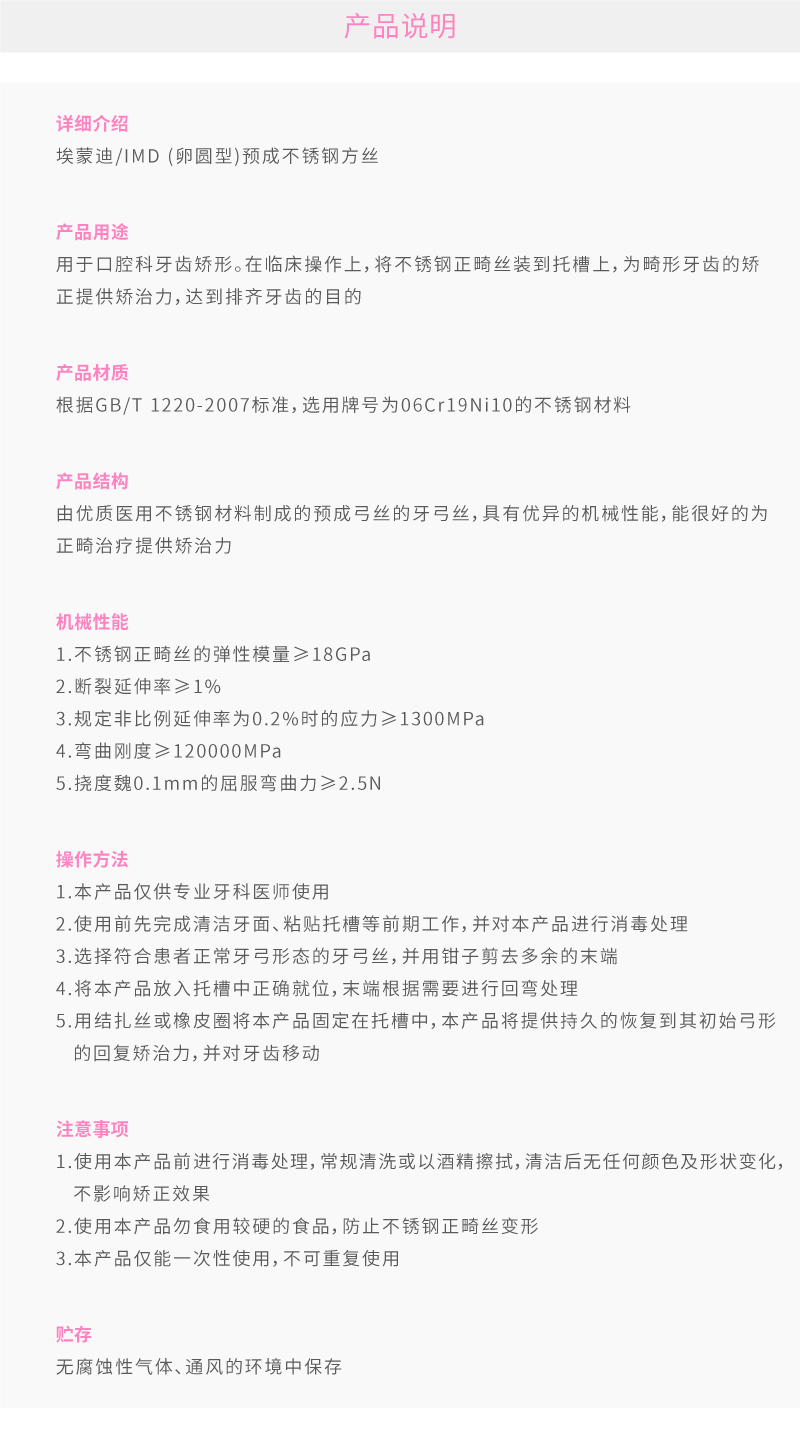 产品说明
详细介绍
埃蒙迪/IMD (卵圆型)预成不锈钢方丝
产品用途
用于口腔科牙齿矫形。在临床操作上，将不锈钢正畸丝装到托槽上，为畸形牙齿的矫
正提供矫治力，达到排齐牙齿的目的
产品材质
根据GB/T 1220-2007标准，选用牌号为06Cr19Ni10的不锈钢材料
产品结构
由优质医用不锈钢材料制成的预成弓丝的牙弓丝，具有优异的机械性能，能很好的为
正畸治疗提供矫治力
机械性能
1.不锈钢正畸丝的弹性模量≥18GPa
2.断裂延伸率≥1%
3.规定非比例延伸率为0.2%时的应力≥1300MPa
4.弯曲刚度≥120000MPa
5.挠度魏0.1mm的屈服弯曲力≥2.5N
操作方法
1.本产品仅供专业牙科医师使用
2.使用前先完成清洁牙面、粘贴托槽等前期工作，并对本产品进行消毒处理
3.选择符合患者正常牙弓形态的牙弓丝，并用钳子剪去多余的末端
4.将本产品放入托槽中正确就位，末端根据需要进行回弯处理
5.用结扎丝或橡皮圈将本产品固定在托槽中，本产品将提供持久的恢复到其初始弓形
的回复矫治力，并对牙齿移动
注意事项
1.使用本产品前进行消毒处理，常规清洗或以酒精擦拭，清洁后无任何颜色及形状变化，
不影响矫正效果
2.使用本产品勿食用较硬的食品，防止不锈钢正畸丝变形
3.本产品仅能一次性使用，不可重复使用
贮存
无腐蚀性气体、通风的环境中保存